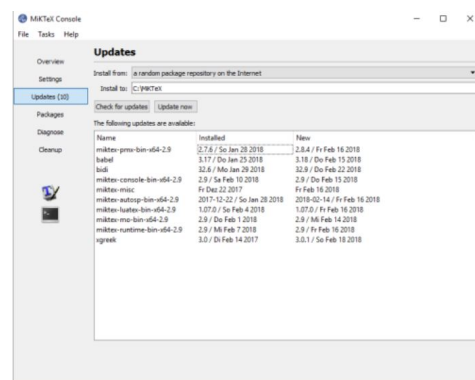 MiKTeX Console
File Tasks Help
Overview
Settings
Updates (10)
Packages
Diagnose
Cleanup
Updates
Install from: a random package repository on the Internet
Install to: C:\MiKTeX
Check for updates Update now
The following updates are available:
Name Installed New
miktex-pmx-bin-x64-2.9 2.7.6 / So Jan 28 2018 2.8.4 / Fr Feb 16 2018
babel 3.17 / Do Jan 25 2018 3.18 / Do Feb 15 2018
bidi 32.6 / Mo Jan 29 2018 32.9 / Do Feb 22 2018
miktex-console-bin-x64-2.9 2.9 / Sa Feb 10 2018 2.9 / Do Feb 15 2018
miktex-misc Fr Dez 22 2017 Fr Feb 16 2018
miktex-autosp-bin-x64-2.9 2017-12-22 / So Jan 28 2018 2018-02-14 / Fr Feb 16 2018
miktex-luatex-bin-x64-2.9 1.07.0 / So Feb 4 2018 1.07.0 / Fr Feb 16 2018
miktex-mo-bin-x64-2.9 2.9 / Do Feb 1 2018 2.9 / Mi Feb 14 2018
miktex-runtime-bin-x64-2.9 2.9 / Mi Feb 7 2018 2.9 / Fr Feb 16 2018
xgreek 3.0 / Di Feb 14 2017 3.0.1 / So Feb 18 2018